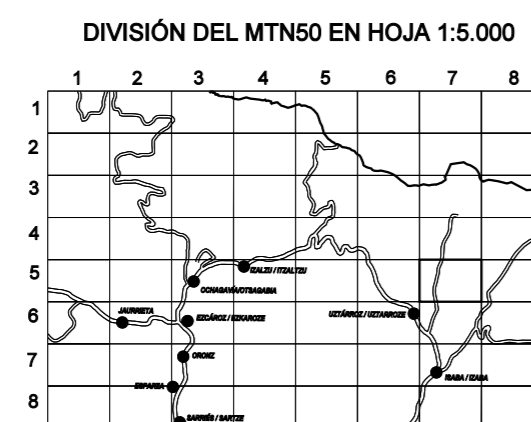 DIVISIÓN DEL MTN50 EN HOJA 1:5.000
1 2 3 4 5 6 7 8
1
2
3
4
5
6
7
8
IZALZU / ITZALTZU
OCHAGAVÍA/OTSAGABIA
JAURRIETA
EZCÁROZ / EZKAROZE
UZTÁRROZ / UZTARROZE
ORONZ
ISABA / IZABA
ESPARZA
SARRIÉS / SARTZE